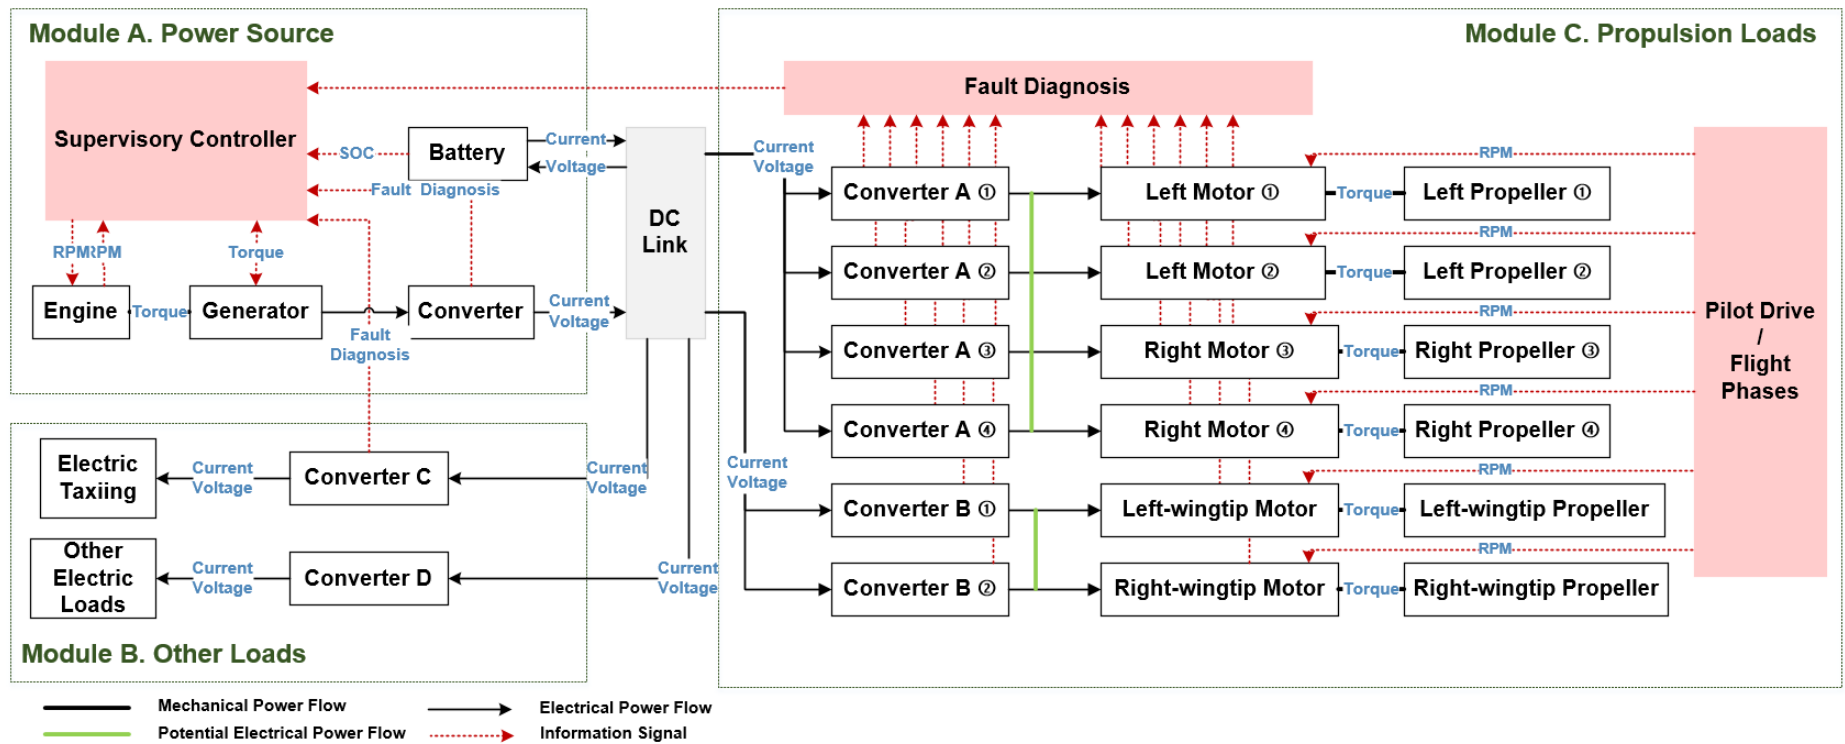 Module A. Power Source
Module C. Propulsion Loads
Supervisory Controller
Fault Diagnosis
SOC
Battery
Current
Voltage
Fault Diagnosis
DC
Link
RPM
RPM
Torque
Engine
Torque
Generator
Converter
Current
Voltage
Fault
Diagnosis
Current
Voltage
Converter A ①
Left Motor ①
Torque
Left Propeller ①
RPM
Converter A ②
Left Motor ②
Torque
Left Propeller ②
RPM
Converter A ③
Right Motor ③
Torque
Right Propeller ③
RPM
Converter A ④
Right Motor ④
Torque
Right Propeller ④
RPM
Pilot Drive
/
Flight
Phases
Current
Voltage
Converter B ①
Left-wingtip Motor
Torque
Left-wingtip Propeller
RPM
Converter B ②
Right-wingtip Motor
Torque
Right-wingtip Propeller
RPM
Electric
Taxiing
Current
Voltage
Converter C
Current
Voltage
Other
Electric
Loads
Current
Voltage
Converter D
Current
Voltage
Module B. Other Loads
Mechanical Power Flow
Electrical Power Flow
Potential Electrical Power Flow
Information Signal